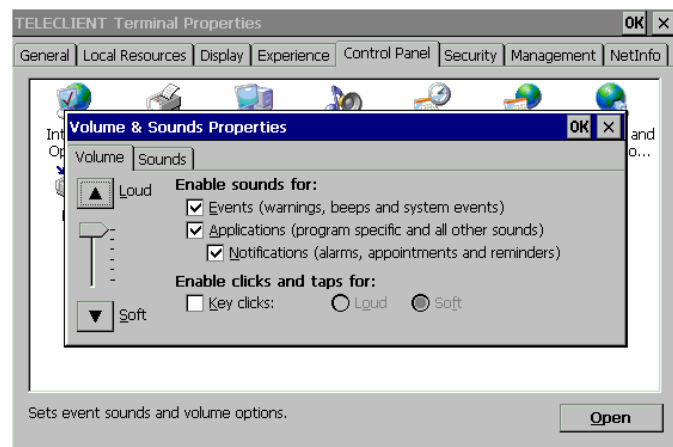 TELECLIENT Terminal Properties
OK
General
Local Resources
Display
Experience
Control Panel
Security
Management
NetInfo
Volume & Sounds Properties
OK
and
o...
Volume
Sounds
Loud
Soft
Enable sounds for:
Events (warnings, beeps and system events)
Applications (program specific and all other sounds)
Notifications (alarms, appointments and reminders)
Enable clicks and taps for:
Key clicks:
Loud
Soft
Sets event sounds and volume options.
Open